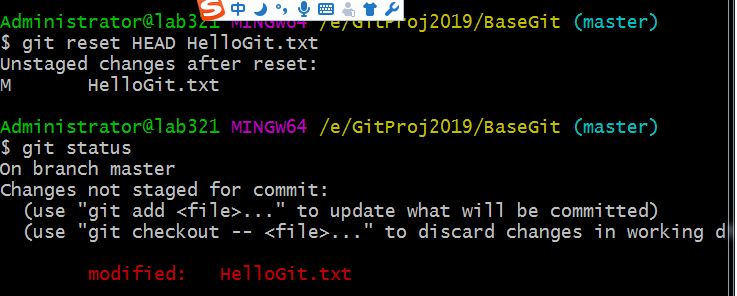 S中
Administrator@lab321 MINGW64 /e/GitProj2019/BaseGit (master)
$ git reset HEAD HelloGit.txt
Unstaged changes after reset:
M       HelloGit.txt
Administrator@lab321 MINGW64 /e/GitProj2019/BaseGit (master)
$ git status
On branch master
Changes not staged for commit:
  (use "git add <file>..." to update what will be committed)
  (use "git checkout -- <file>..." to discard changes in working d
        modified:   HelloGit.txt